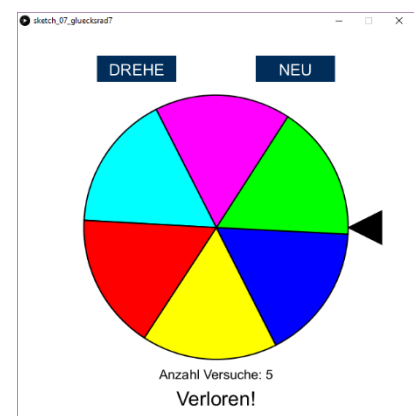 sketch_07_gluecksrad7
DREHE
NEU
Anzahl Versuche: 5
Verloren!